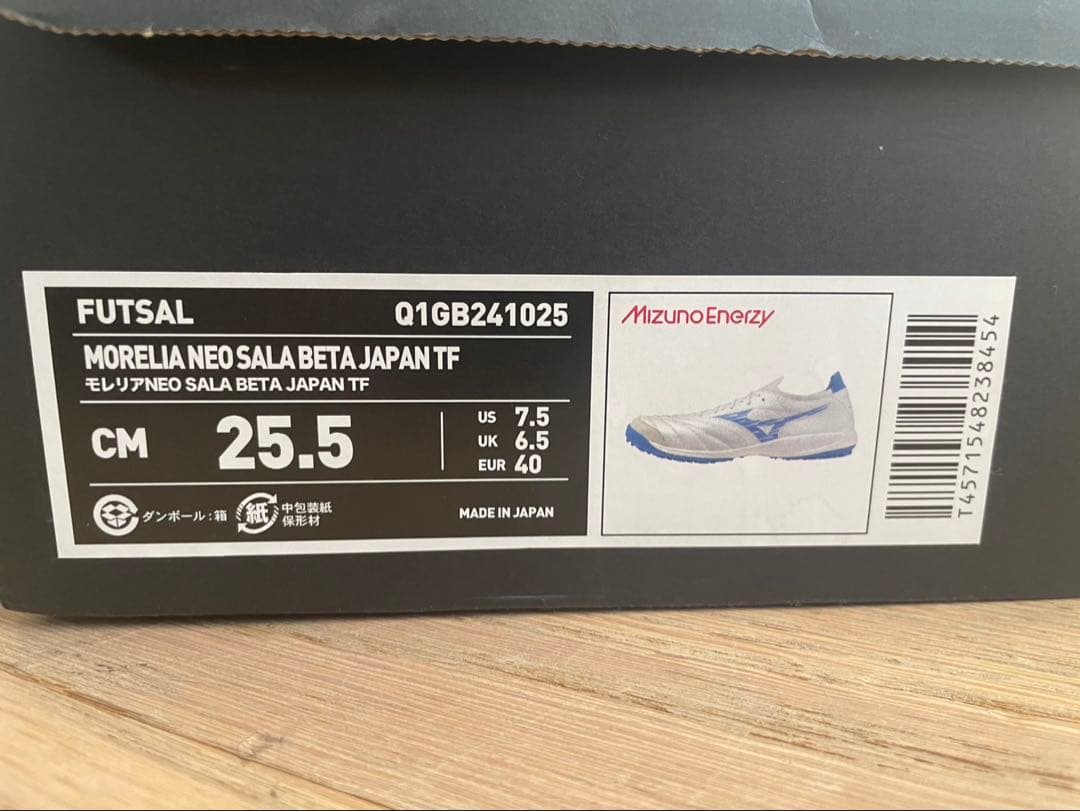 FUTSAL Q1GB241025
MORELIA NEO SALA BETA JAPAN TF
モレリアNEO SALA BETA JAPAN TF
CM 25.5
US 7.5
UK 6.5
EUR 40
ダンボール:箱
紙 中包装紙
保形材
MADE IN JAPAN
Mizuno Enerzy
T4571548238454